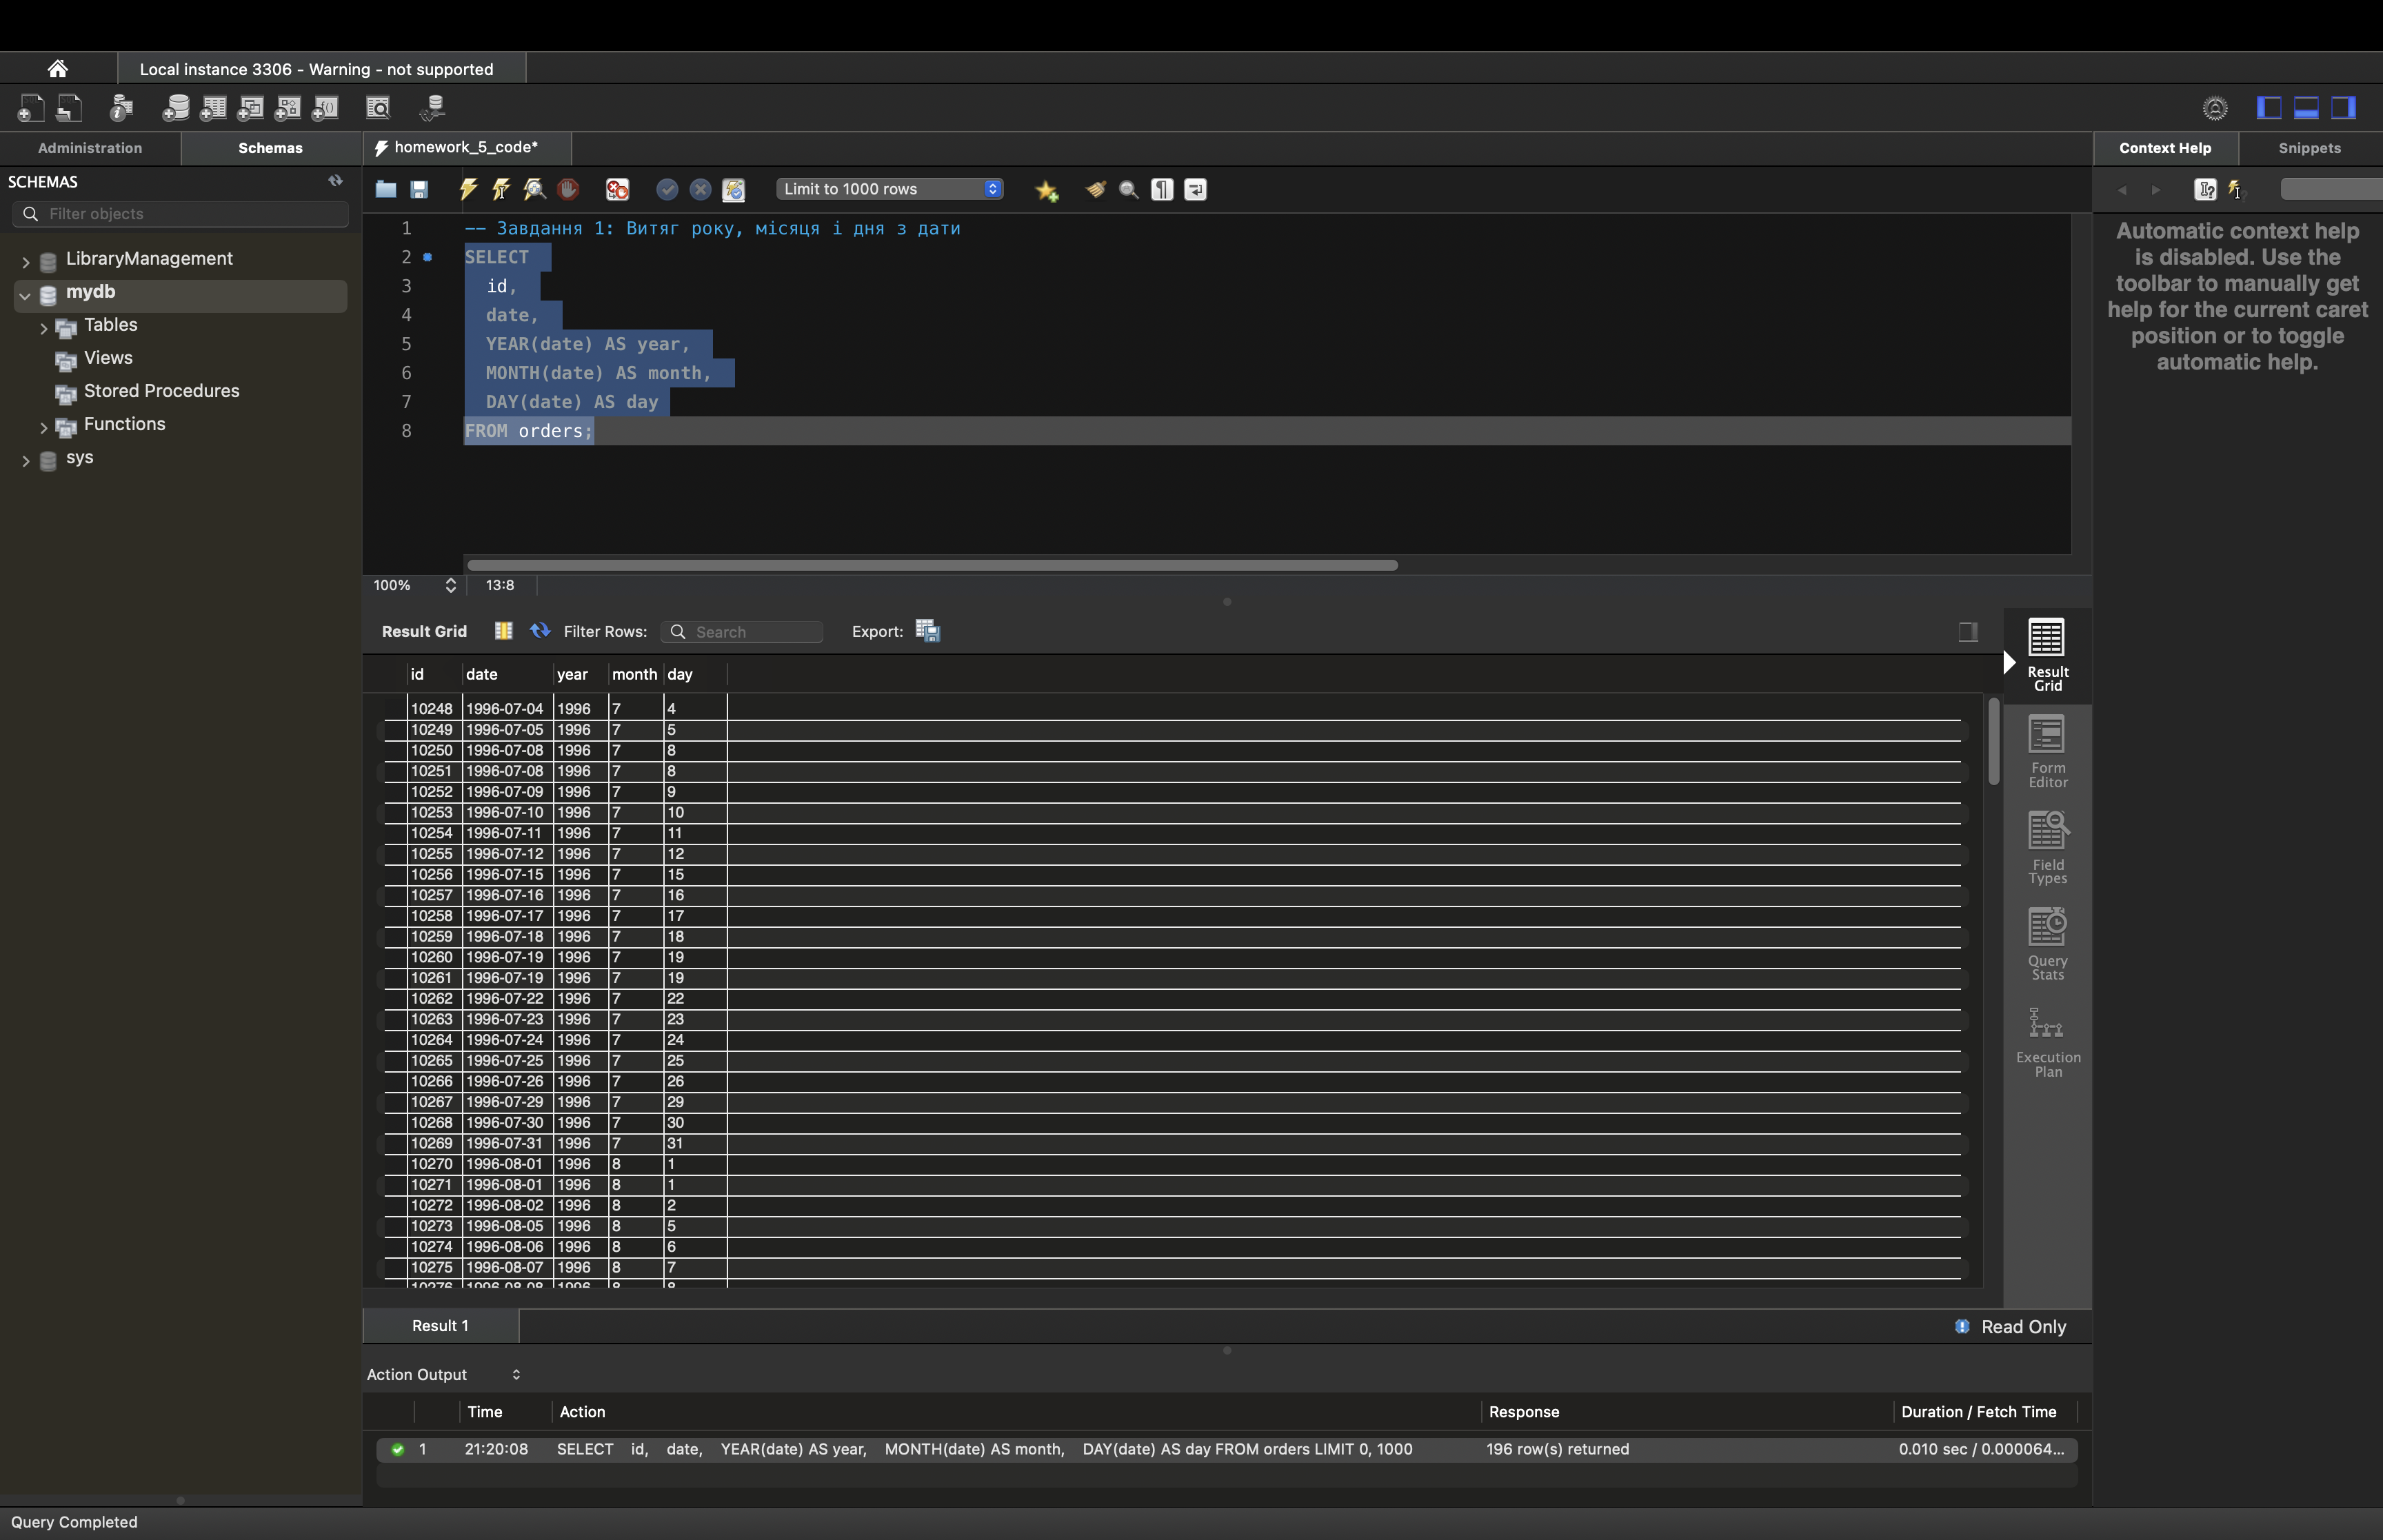 Local instance 3306 - Warning - not supported
Administration
Schemas
homework_5_code*
Context Help
Snippets
SCHEMAS
Filter objects
LibraryManagement
mydb
Tables
Views
Stored Procedures
Functions
sys
Limit to 1000 rows
1 -- Завдання 1: Витяг року, місяця і дня з дати
2 SELECT
3 id,
4 date,
5 YEAR(date) AS year,
6 MONTH(date) AS month,
7 DAY(date) AS day
8 FROM orders;
Automatic context help
is disabled. Use the
toolbar to manually get
help for the current caret
position or to toggle
automatic help.
100% 13:8
Result Grid Filter Rows: Search Export:
id date year month day
10248 1996-07-04 1996 7 4
10249 1996-07-05 1996 7 5
10250 1996-07-08 1996 7 8
10251 1996-07-08 1996 7 8
10252 1996-07-09 1996 7 9
10253 1996-07-10 1996 7 10
10254 1996-07-11 1996 7 11
10255 1996-07-12 1996 7 12
10256 1996-07-15 1996 7 15
10257 1996-07-16 1996 7 16
10258 1996-07-17 1996 7 17
10259 1996-07-18 1996 7 18
10260 1996-07-19 1996 7 19
10261 1996-07-19 1996 7 19
10262 1996-07-22 1996 7 22
10263 1996-07-23 1996 7 23
10264 1996-07-24 1996 7 24
10265 1996-07-25 1996 7 25
10266 1996-07-26 1996 7 26
10267 1996-07-29 1996 7 29
10268 1996-07-30 1996 7 30
10269 1996-07-31 1996 7 31
10270 1996-08-01 1996 8 1
10271 1996-08-01 1996 8 1
10272 1996-08-02 1996 8 2
10273 1996-08-05 1996 8 5
10274 1996-08-06 1996 8 6
10275 1996-08-07 1996 8 7
10276 1996-08-08 1996 8 8
Result
Grid
Form
Editor
Field
Types
Query
Stats
Execution
Plan
Result 1
Read Only
Action Output
Time Action Response Duration / Fetch Time
1 21:20:08 SELECT id, date, YEAR(date) AS year, MONTH(date) AS month, DAY(date) AS day FROM orders LIMIT 0, 1000 196 row(s) returned 0.010 sec / 0.000064...
Query Completed